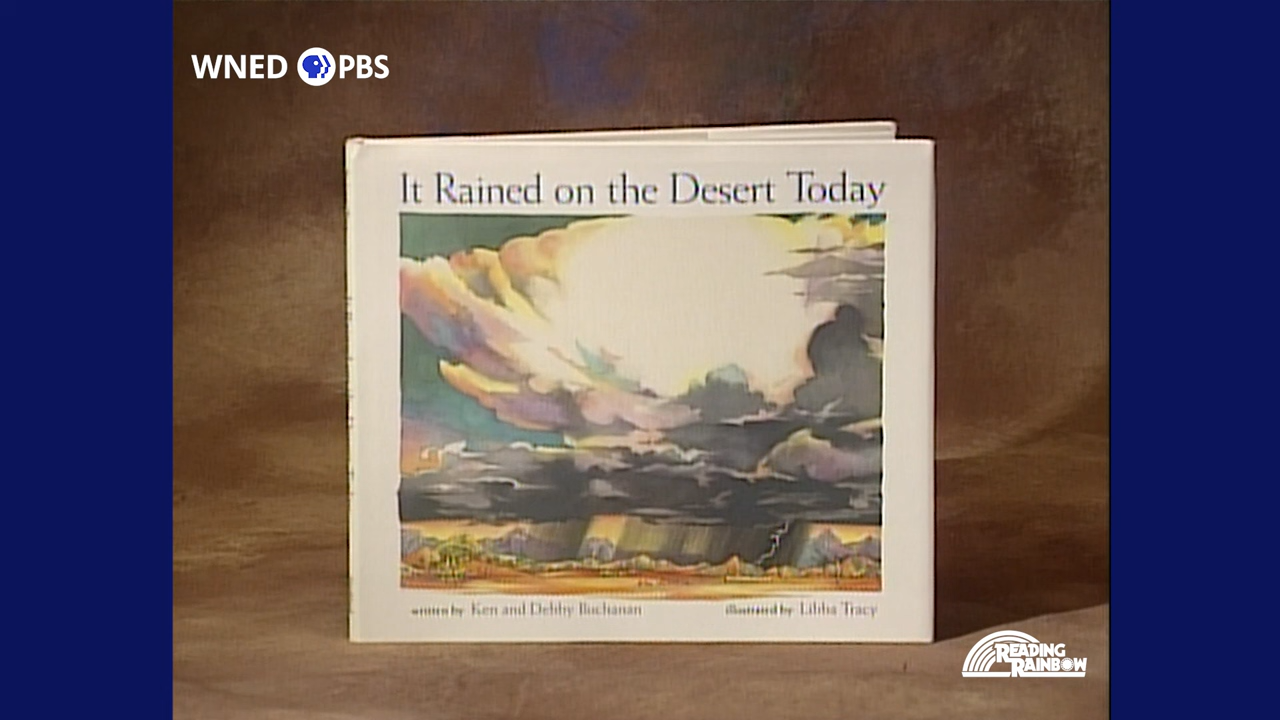 WNED PBS
It Rained on the Desert Today
written by Ken and Debby Buchanan
illustrated by Libba Tracy
READING
RAINBOW